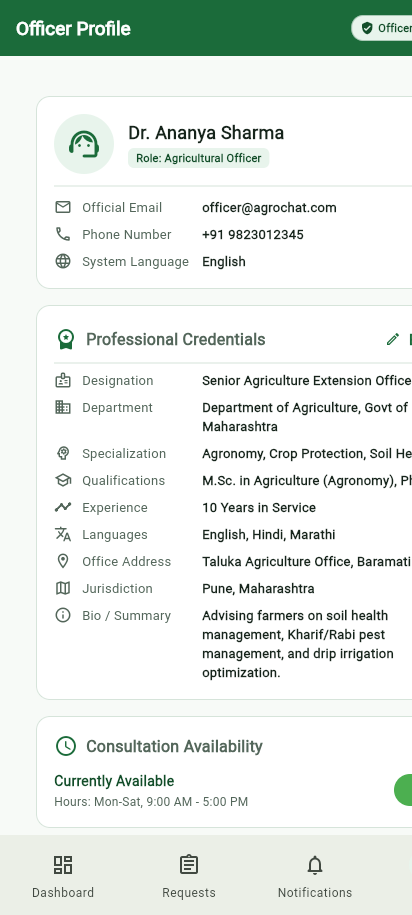 Officer Profile
Officer
Dr. Ananya Sharma
Role: Agricultural Officer
Official Email officer@agrochat.com
Phone Number +91 9823012345
System Language English
Professional Credentials
Designation Senior Agriculture Extension Office
Department Department of Agriculture, Govt of
Maharashtra
Specialization Agronomy, Crop Protection, Soil He
Qualifications M.Sc. in Agriculture (Agronomy), Ph
Experience 10 Years in Service
Languages English, Hindi, Marathi
Office Address Taluka Agriculture Office, Baramati
Jurisdiction Pune, Maharashtra
Bio / Summary Advising farmers on soil health
management, Kharif/Rabi pest
management, and drip irrigation
optimization.
Consultation Availability
Currently Available
Hours: Mon-Sat, 9:00 AM - 5:00 PM
Dashboard Requests Notifications